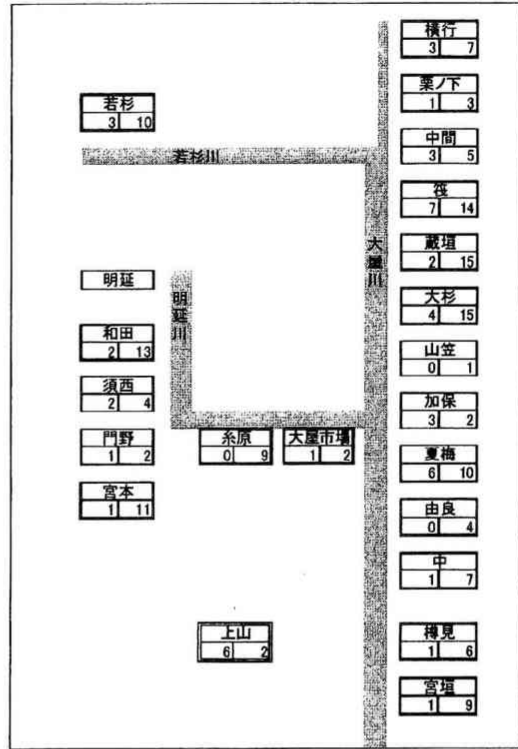 横行
3 7
栗ノ下
1 3
若杉
3 10
中間
3 5
若杉川
筏
7 14
大屋川
蔵垣
2 15
明延
明延川
大杉
4 15
和田
2 13
山笠
0 1
須西
2 4
加保
3 2
門野
1 2
糸原
0 9
大屋市場
1 2
夏梅
6 10
宮本
1 11
由良
0 4
中
1 7
上山
6 2
樽見
1 6
宮垣
1 9